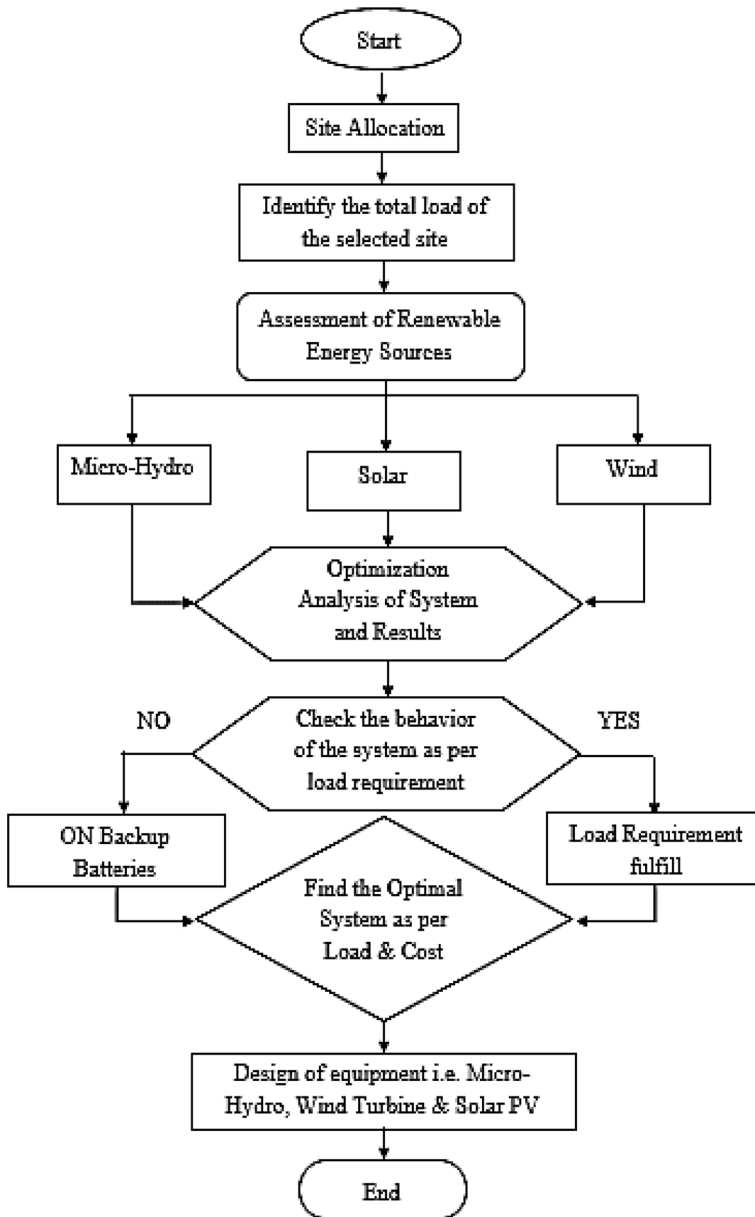 Start
Site Allocation
Identify the total load of
the selected site
Assessment of Renewable
Energy Sources
Micro-Hydro
Solar
Wind
Optimization
Analysis of System
and Results
NO
Check the behavior
of the system as per
load requirement
YES
ON Backup
Batteries
Load Requirement
fulfill
Find the Optimal
System as per
Load & Cost
Design of equipment i.e. Micro-
Hydro, Wind Turbine & Solar PV
End